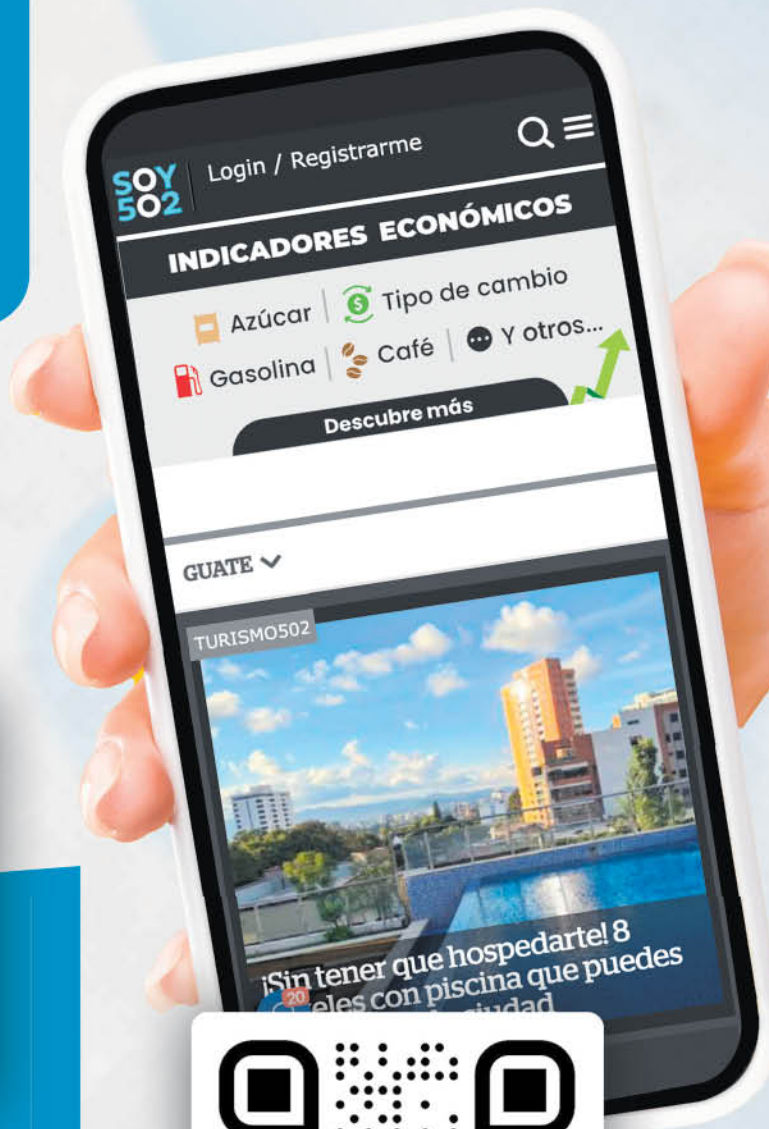 SOY
502
Login / Registrarme
INDICADORES ECONÓMICOS
Azúcar
Tipo de cambio
Gasolina
Café
Y otros...
Descubre más
GUATE
TURISMO502
¡Sin tener que hospedarte! 8
eles con piscina que puedes
ciudad
20